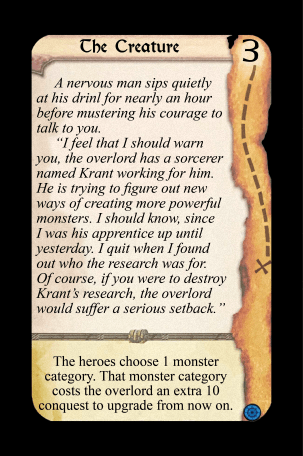 The Creature
3
A nervous man sips quietly
at his drinl for nearly an hour
before mustering his courage to
talk to you.
“I feel that I should warn
you, the overlord has a sorcerer
named Krant working for him.
He is trying to figure out new
ways of creating more powerful
monsters. I should know, since
I was his apprentice up until
yesterday. I quit when I found
out who the research was for.
Of course, if you were to destroy
Krant’s research, the overlord
would suffer a serious setback.”
The heroes choose 1 monster
category. That monster category
costs the overlord an extra 10
conquest to upgrade from now on.